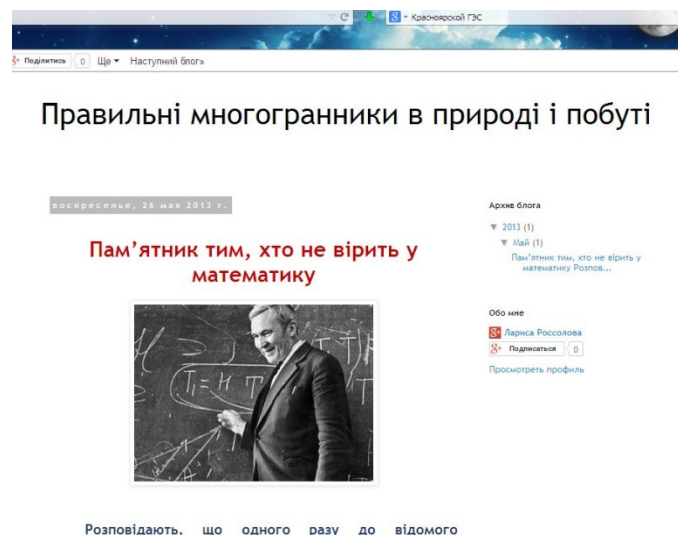 Красноярской ГЭС
Поділитись 0 Ще Наступний блог»
Правильні многогранники в природі і побуті
воскресенье, 26 мая 2013 г.
Пам’ятник тим, хто не вірить у
математику
Розповідають, що одного разу до відомого
Архив блога
▼ 2013 (1)
▼ Май (1)
Пам’ятник тим, хто не вірить у
математику Розпов...
Обо мне
Лариса Россолова
Подписаться 0
Просмотреть профиль